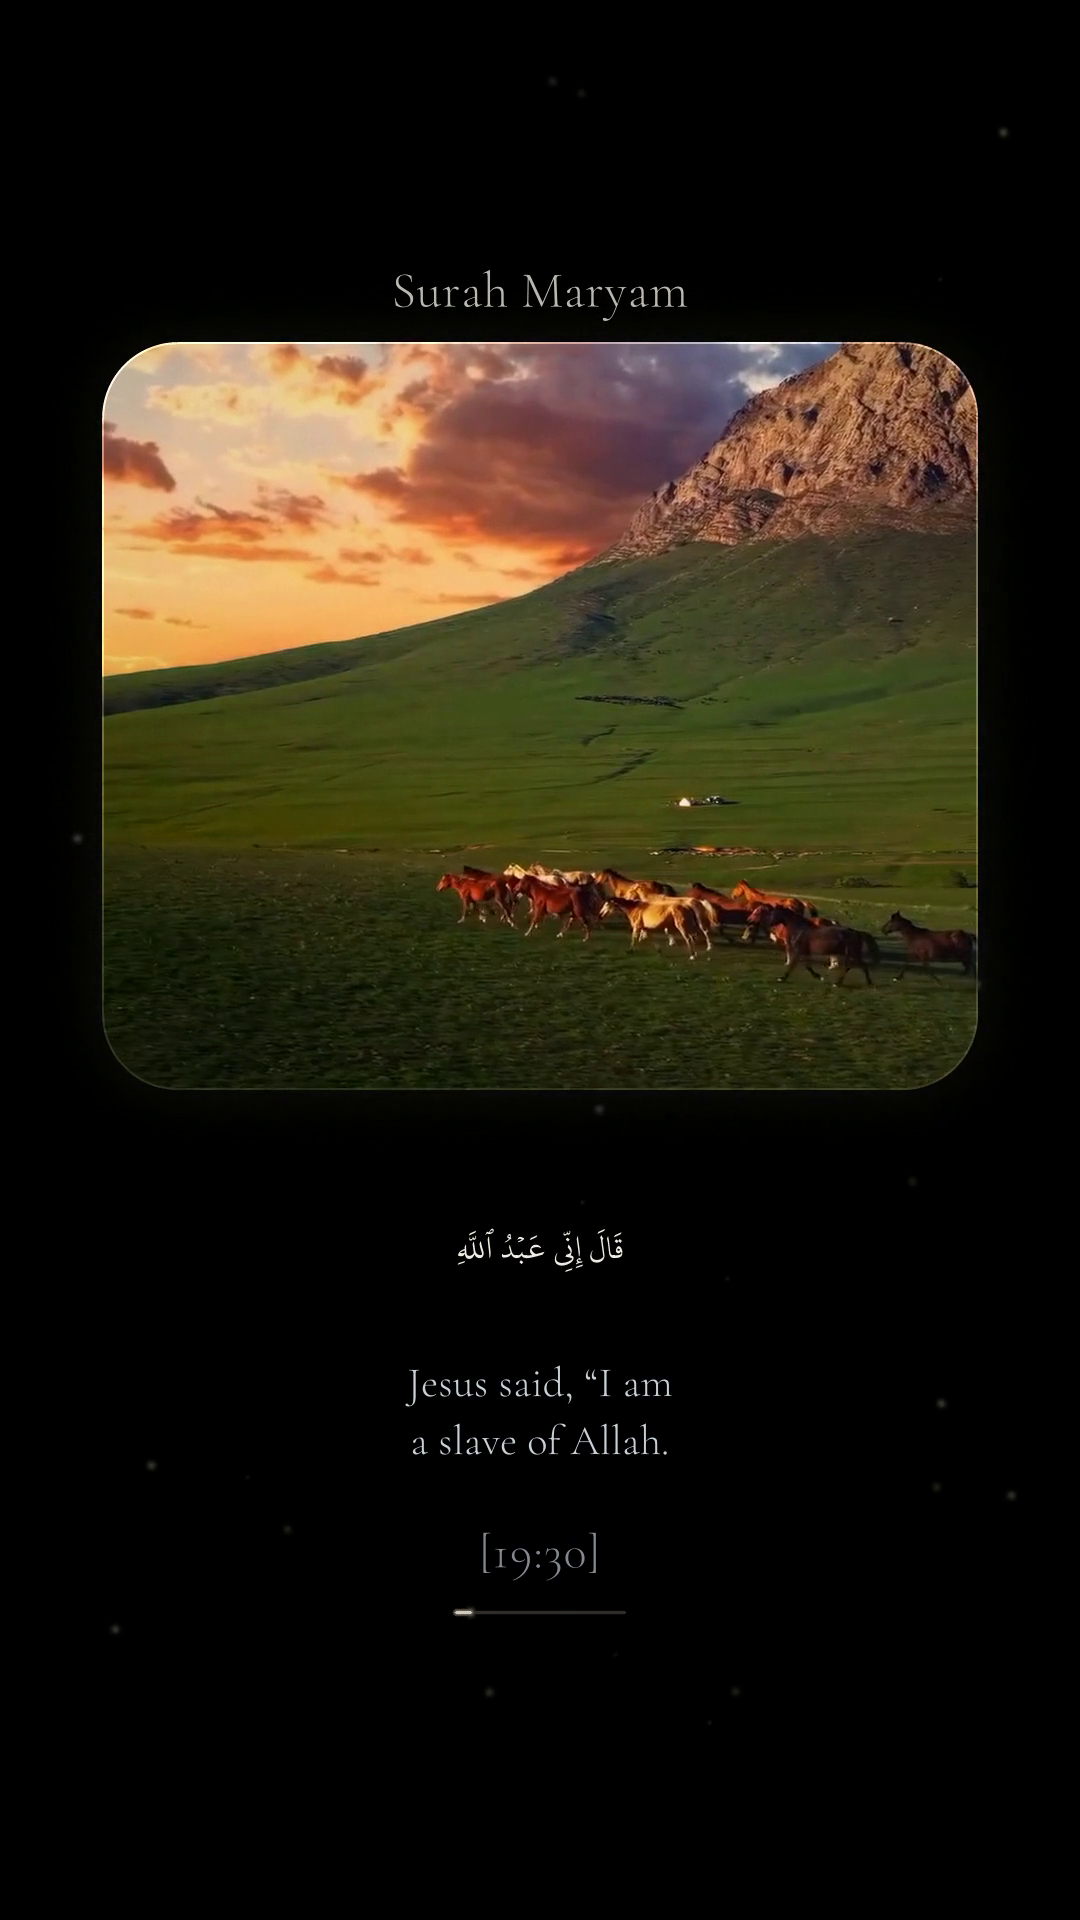 Surah Maryam
قَالَ إِنِّى عَبْدُ ٱللَّهِ
Jesus said, “I am
a slave of Allah.
[19:30]